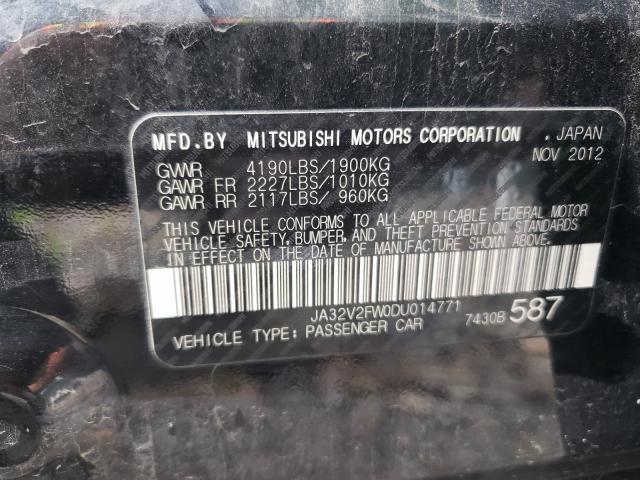 MFD.BY MITSUBISHI MOTORS CORPORATION , JAPAN
NOV 2012
GVWR 4190LBS/1900KG
GAWR FR 2227LBS/1010KG
GAWR RR 2117LBS/ 960KG
THIS VEHICLE CONFORMS TO ALL APPLICABLE FEDERAL MOTOR
VEHICLE SAFETY, BUMPER, AND THEFT PREVENTION STANDARDS
IN EFFECT ON THE DATE OF MANUFACTURE SHOWN ABOVE.
JA32V2FW0DU014771
VEHICLE TYPE: PASSENGER CAR 7430B 587